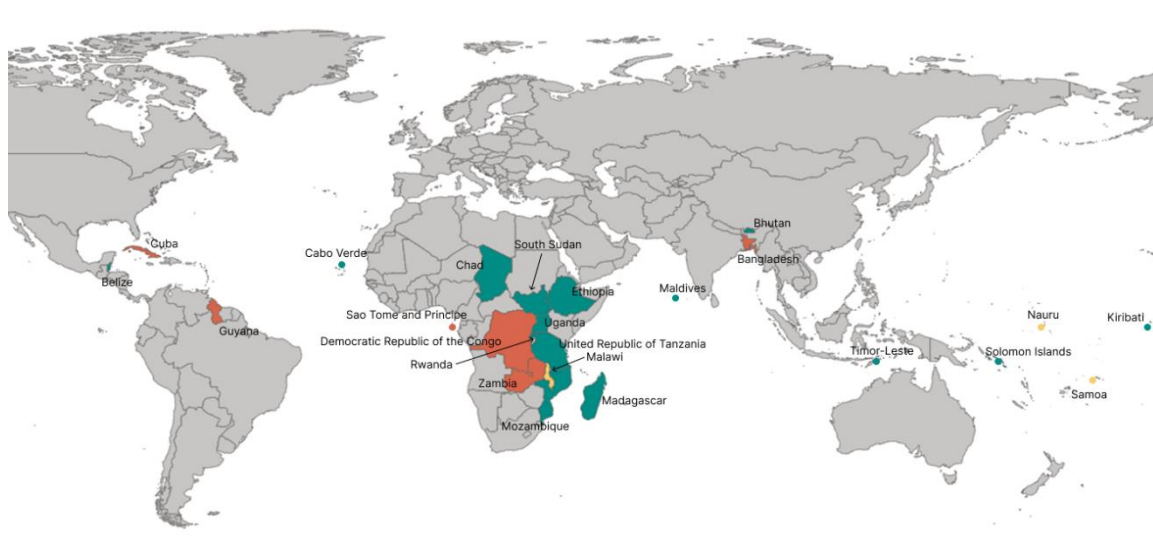 Bhutan
Cuba
South Sudan
Cabo Verde
Bangladesh
Chad
Belize
Ethiopia
Maldives
Sao Tome and Principe
Nauru
Kiribati
Uganda
Guyana
Democratic Republic of the Congo
United Republic of Tanzania
Timor-Leste
Solomon Islands
Malawi
Rwanda
Zambia
Samoa
Madagascar
Mozambique